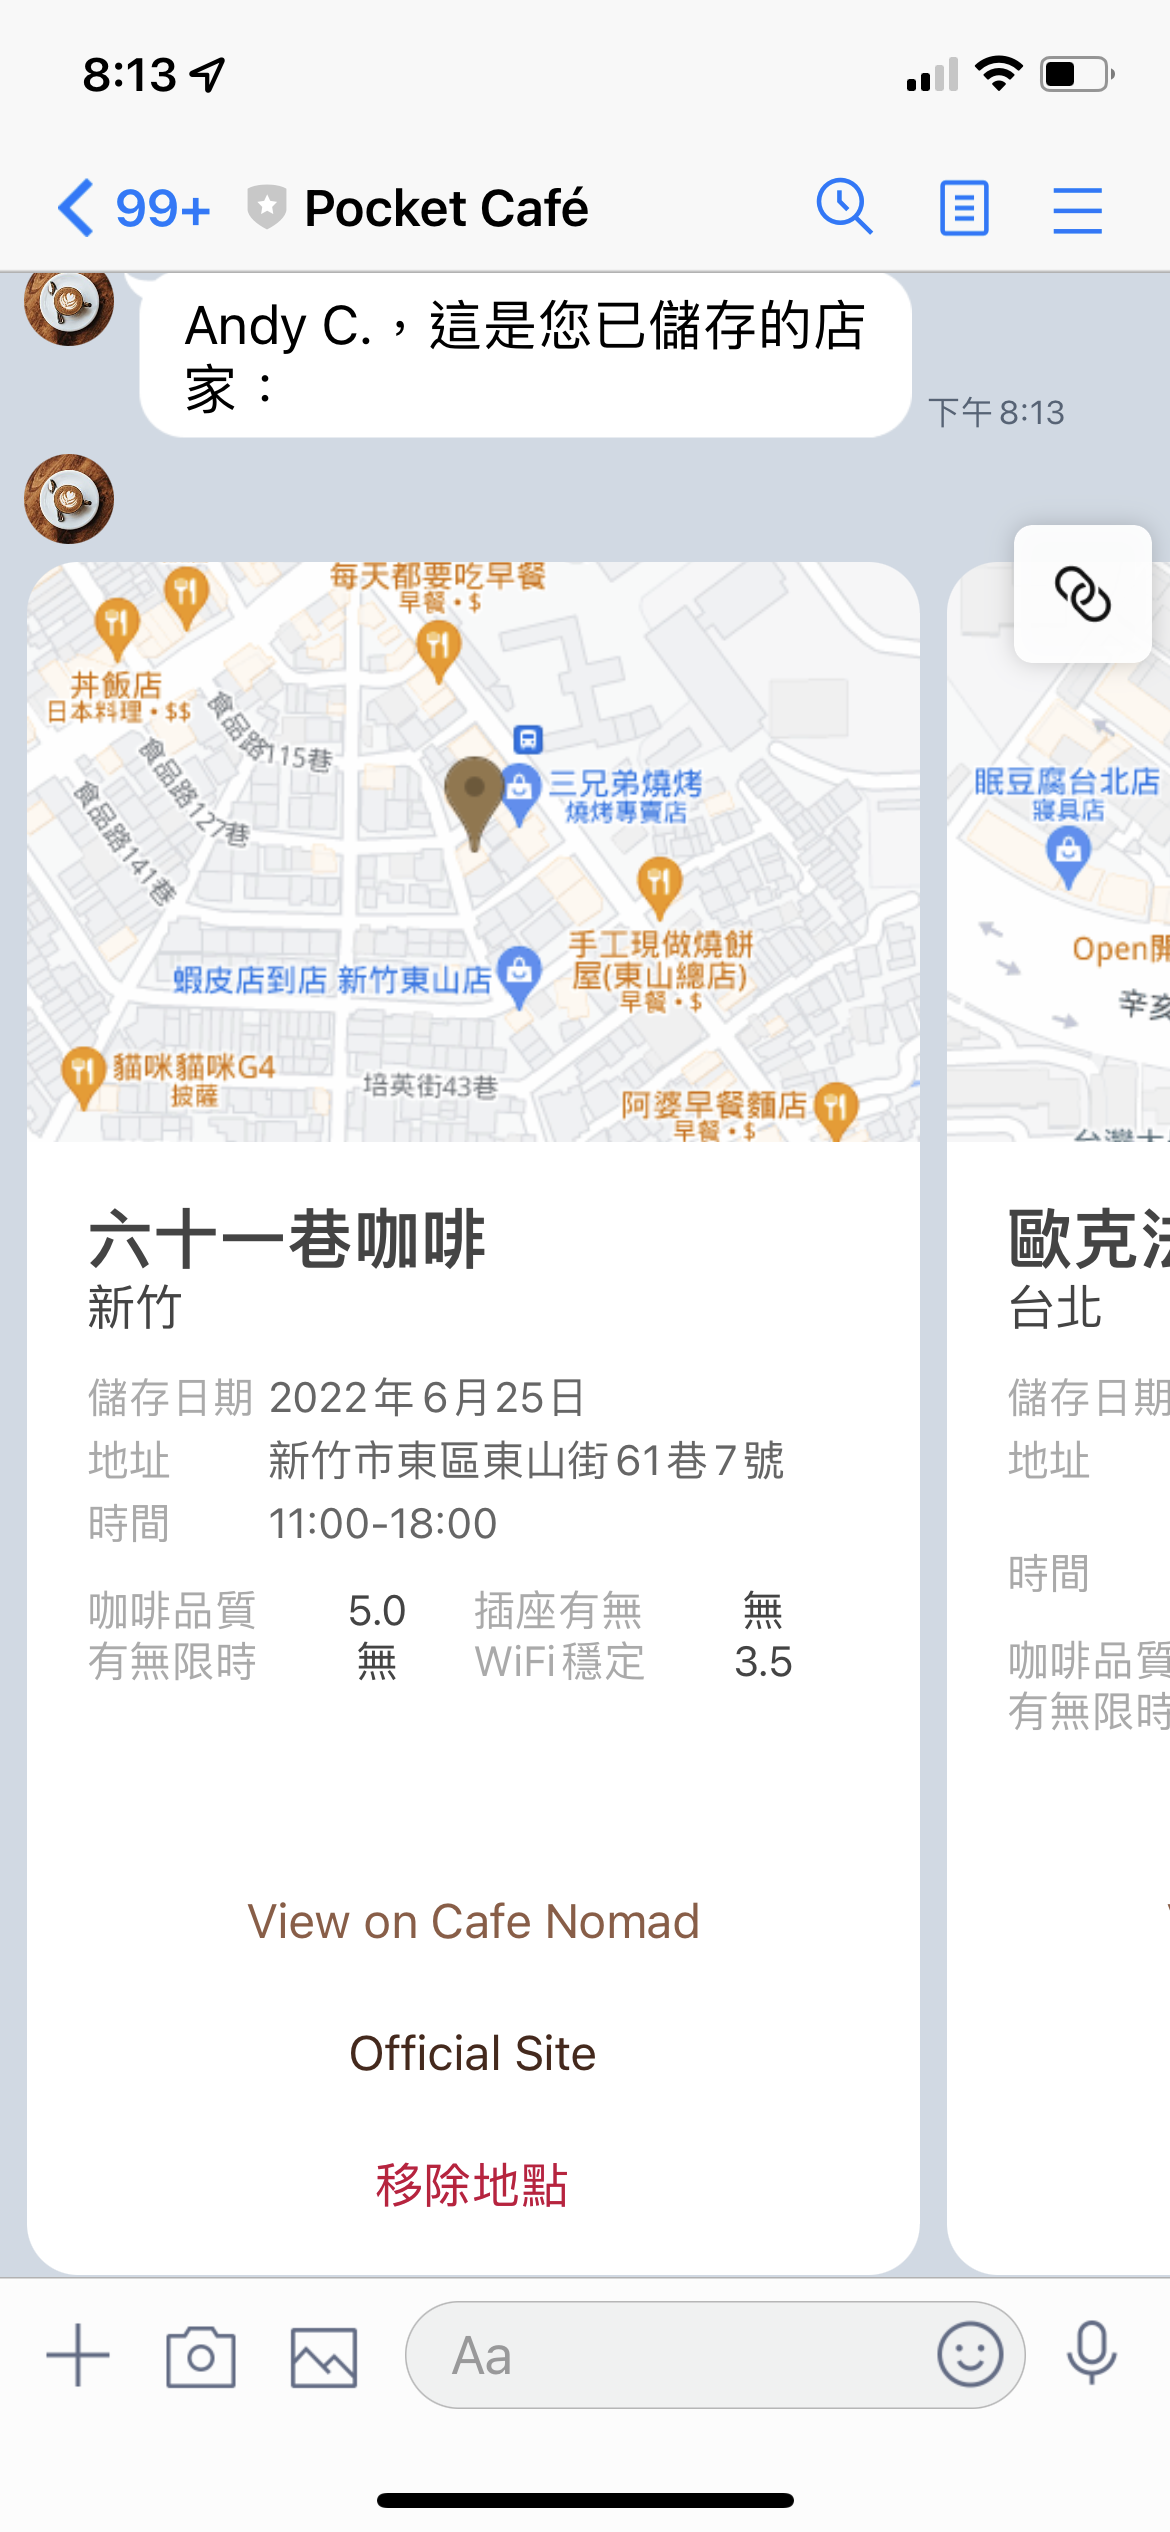 8:13
99+ Pocket Café
Andy C.，這是您已儲存的店
家：
下午 8:13
每天都要吃早餐
早餐・$
丼飯店
日本料理・$$
食品路115巷
食品路127巷
食品路141巷
三兄弟燒烤
燒烤專賣店
手工現做燒餅
屋(東山總店)
早餐・$
蝦皮店到店 新竹東山店
貓咪貓咪G4
披薩
培英街43巷
阿婆早餐麵店
早餐・$
眠豆腐台北店
寢具店
Open開
辛亥
台灣大
六十一巷咖啡
新竹
儲存日期 2022年6月25日
地址 新竹市東區東山街61巷7號
時間 11:00-18:00
咖啡品質 5.0 插座有無 無
有無限時 無 WiFi穩定 3.5
View on Cafe Nomad
Official Site
移除地點
歐克法
台北
儲存日期
地址
時間
咖啡品質
有無限時
Aa